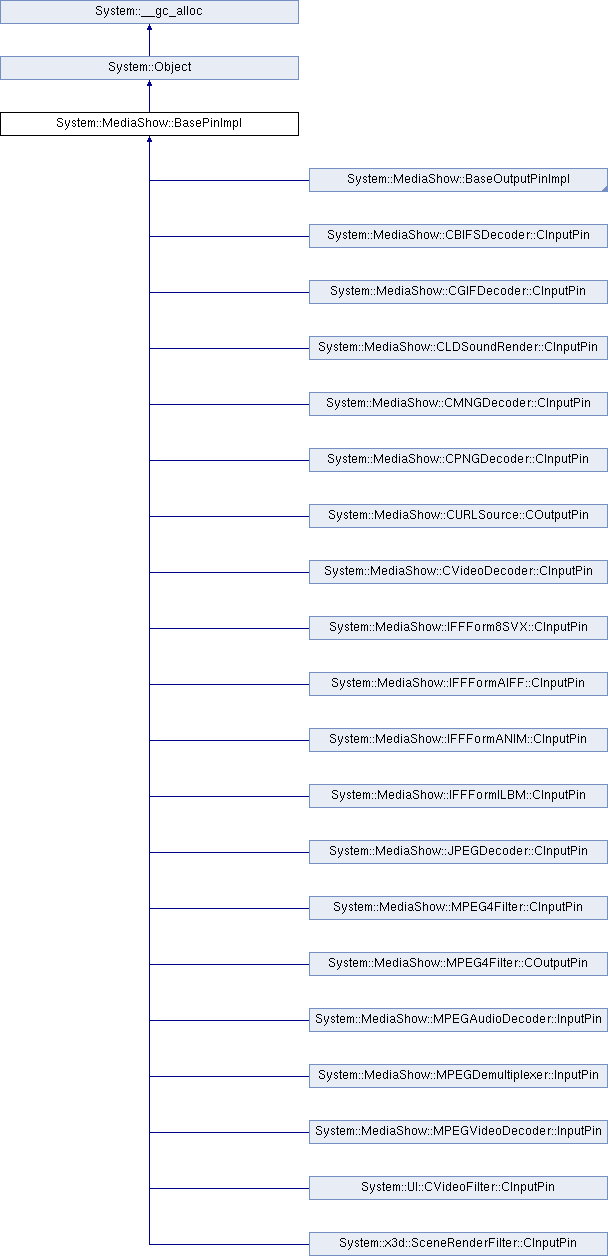 System::__gc_alloc
System::Object
System::MediaShow::BasePinImpl
System::MediaShow::BaseOutputPinImpl
System::MediaShow::CBIFSDecoder::CInputPin
System::MediaShow::CGIFDecoder::CInputPin
System::MediaShow::CLDSoundRender::CInputPin
System::MediaShow::CMNGDecoder::CInputPin
System::MediaShow::CPNGDecoder::CInputPin
System::MediaShow::CURLSource::COutputPin
System::MediaShow::CVideoDecoder::CInputPin
System::MediaShow::IFFForm8SVX::CInputPin
System::MediaShow::IFFFormAIFF::CInputPin
System::MediaShow::IFFFormANIM::CInputPin
System::MediaShow::IFFFormILBM::CInputPin
System::MediaShow::JPEGDecoder::CInputPin
System::MediaShow::MPEG4Filter::CInputPin
System::MediaShow::MPEG4Filter::COutputPin
System::MediaShow::MPEGAudioDecoder::InputPin
System::MediaShow::MPEGDemultiplexer::InputPin
System::MediaShow::MPEGVideoDecoder::InputPin
System::UI::CVideoFilter::CInputPin
System::x3d::SceneRenderFilter::CInputPin